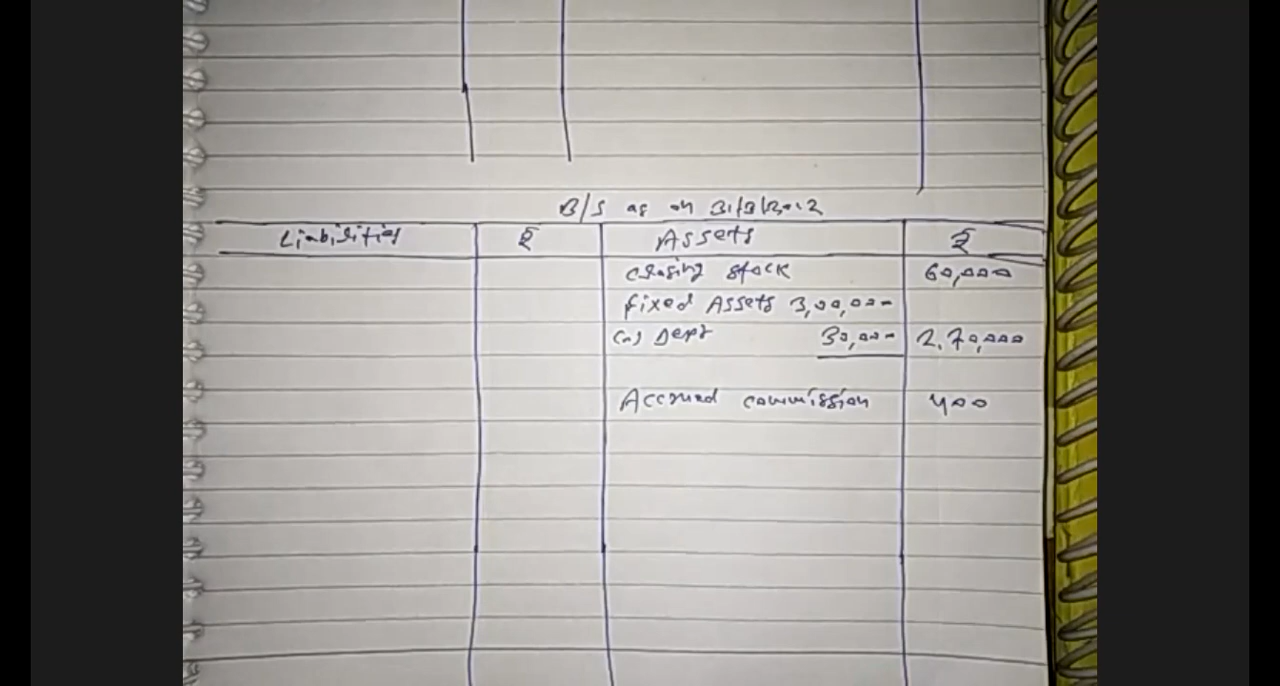 B/S as on 31/3/2012
Liabilities ₹ Assets ₹
Closing stock 60,000
Fixed Assets 3,00,000
(-) Dept 30,000 2,70,000
Accrued commission 400